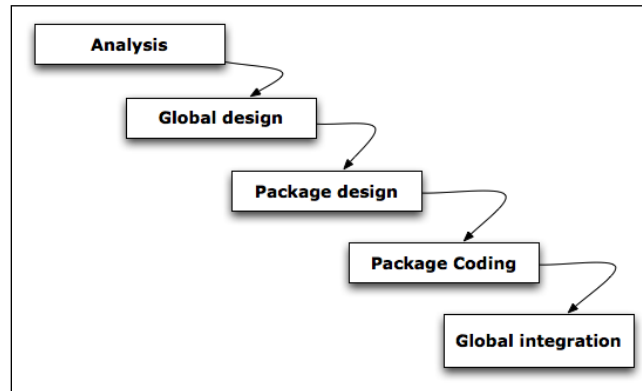 Analysis
Global design
Package design
Package Coding
Global integration